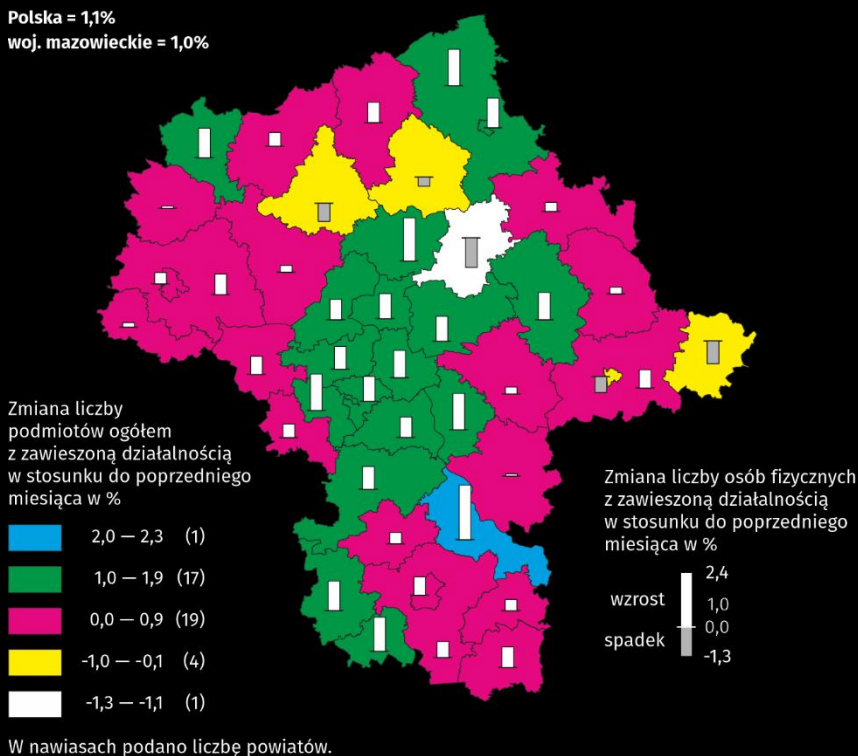 Polska = 1,1%
woj. mazowieckie = 1,0%
Zmiana liczby
podmiotów ogółem
z zawieszoną działalnością
w stosunku do poprzedniego
miesiąca w %
2,0 — 2,3 (1)
1,0 — 1,9 (17)
0,0 — 0,9 (19)
-1,0 — -0,1 (4)
-1,3 — -1,1 (1)
W nawiasach podano liczbę powiatów.
Zmiana liczby osób fizycznych
z zawieszoną działalnością
w stosunku do poprzedniego
miesiąca w %
2,4
wzrost 1,0
0,0
spadek
-1,3